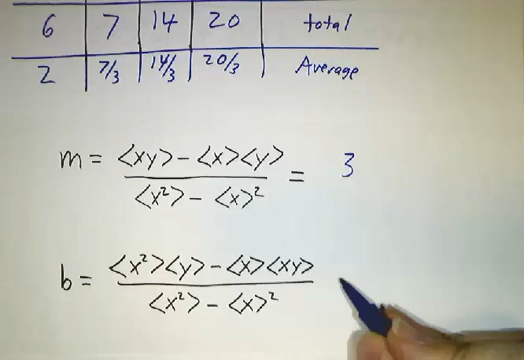 6 7 14 20 total
2 7/3 14/3 20/3 Average
m = <xy> - <x><y> / <x²> - <x>² = 3
b = <x²><y> - <x><xy> / <x²> - <x>²